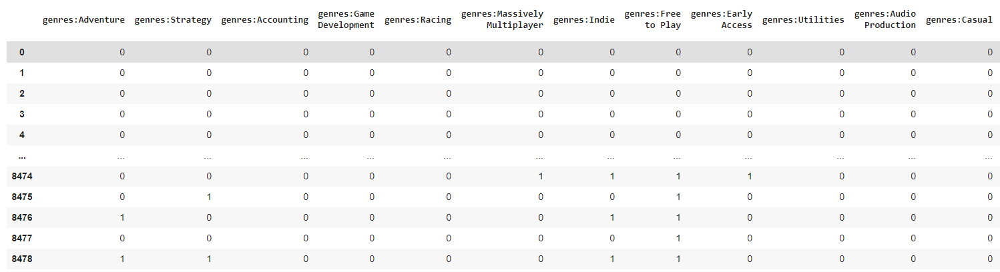 genres:Adventure genres:Strategy genres:Accounting genres:Game Development genres:Racing genres:Massively Multiplayer genres:Indie genres:Free to Play genres:Early Access genres:Utilities genres:Audio Production genres:Casual
0 0 0 0 0 0 0 0 0 0 0 0 0
1 0 0 0 0 0 0 0 0 0 0 0 0
2 0 0 0 0 0 0 0 0 0 0 0 0
3 0 0 0 0 0 0 0 0 0 0 0 0
4 0 0 0 0 0 0 0 0 0 0 0 0
... ... ... ... ... ... ... ... ... ... ... ... ...
8474 0 0 0 0 0 1 1 1 1 0 0 0
8475 0 1 0 0 0 0 0 1 0 0 0 0
8476 1 0 0 0 0 0 1 1 0 0 0 0
8477 0 0 0 0 0 0 0 1 0 0 0 0
8478 1 1 0 0 0 0 1 1 0 0 0 0